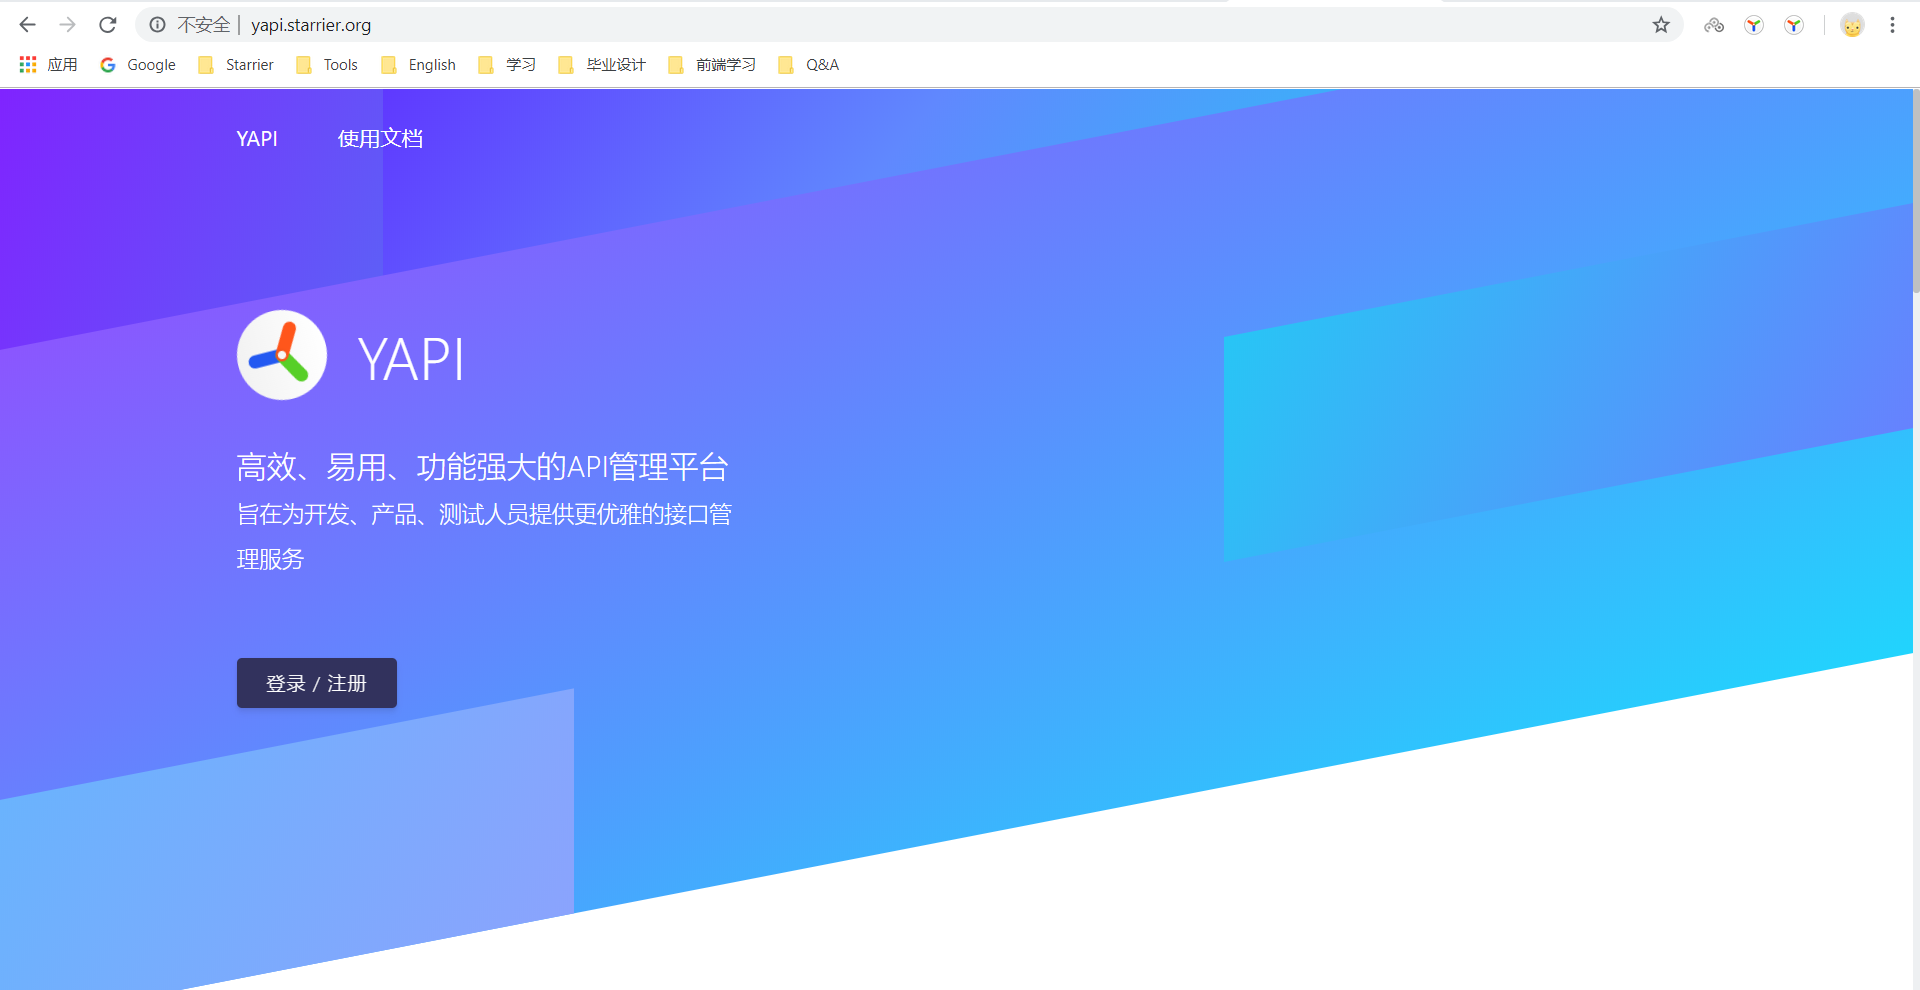 不安全 yapi.starrier.org
应用 Google Starrier Tools English 学习 毕业设计 前端学习 Q&A
YAPI 使用文档
YAPI
高效、易用、功能强大的API管理平台
旨在为开发、产品、测试人员提供更优雅的接口管
理服务
登录 / 注册